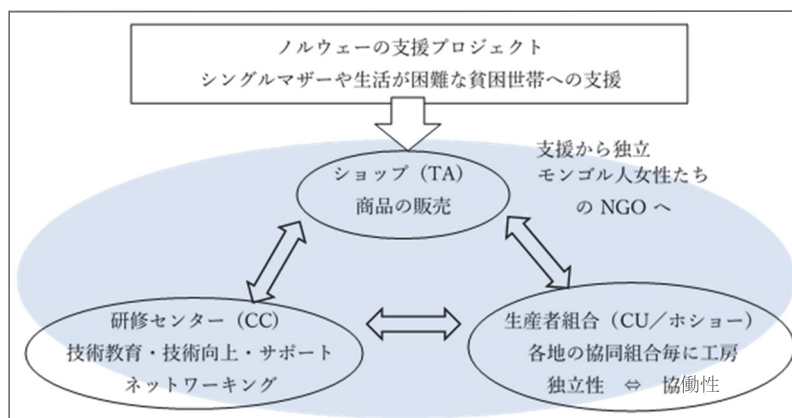 ノルウェーの支援プロジェクト
シングルマザーや生活が困難な貧困世帯への支援
支援から独立
モンゴル人女性たち
の NGO へ
ショップ（TA）
商品の販売
研修センター（CC）
技術教育・技術向上・サポート
ネットワーキング
生産者組合（CU／ホショー）
各地の協同組合毎に工房
独立性　⇔　協働性